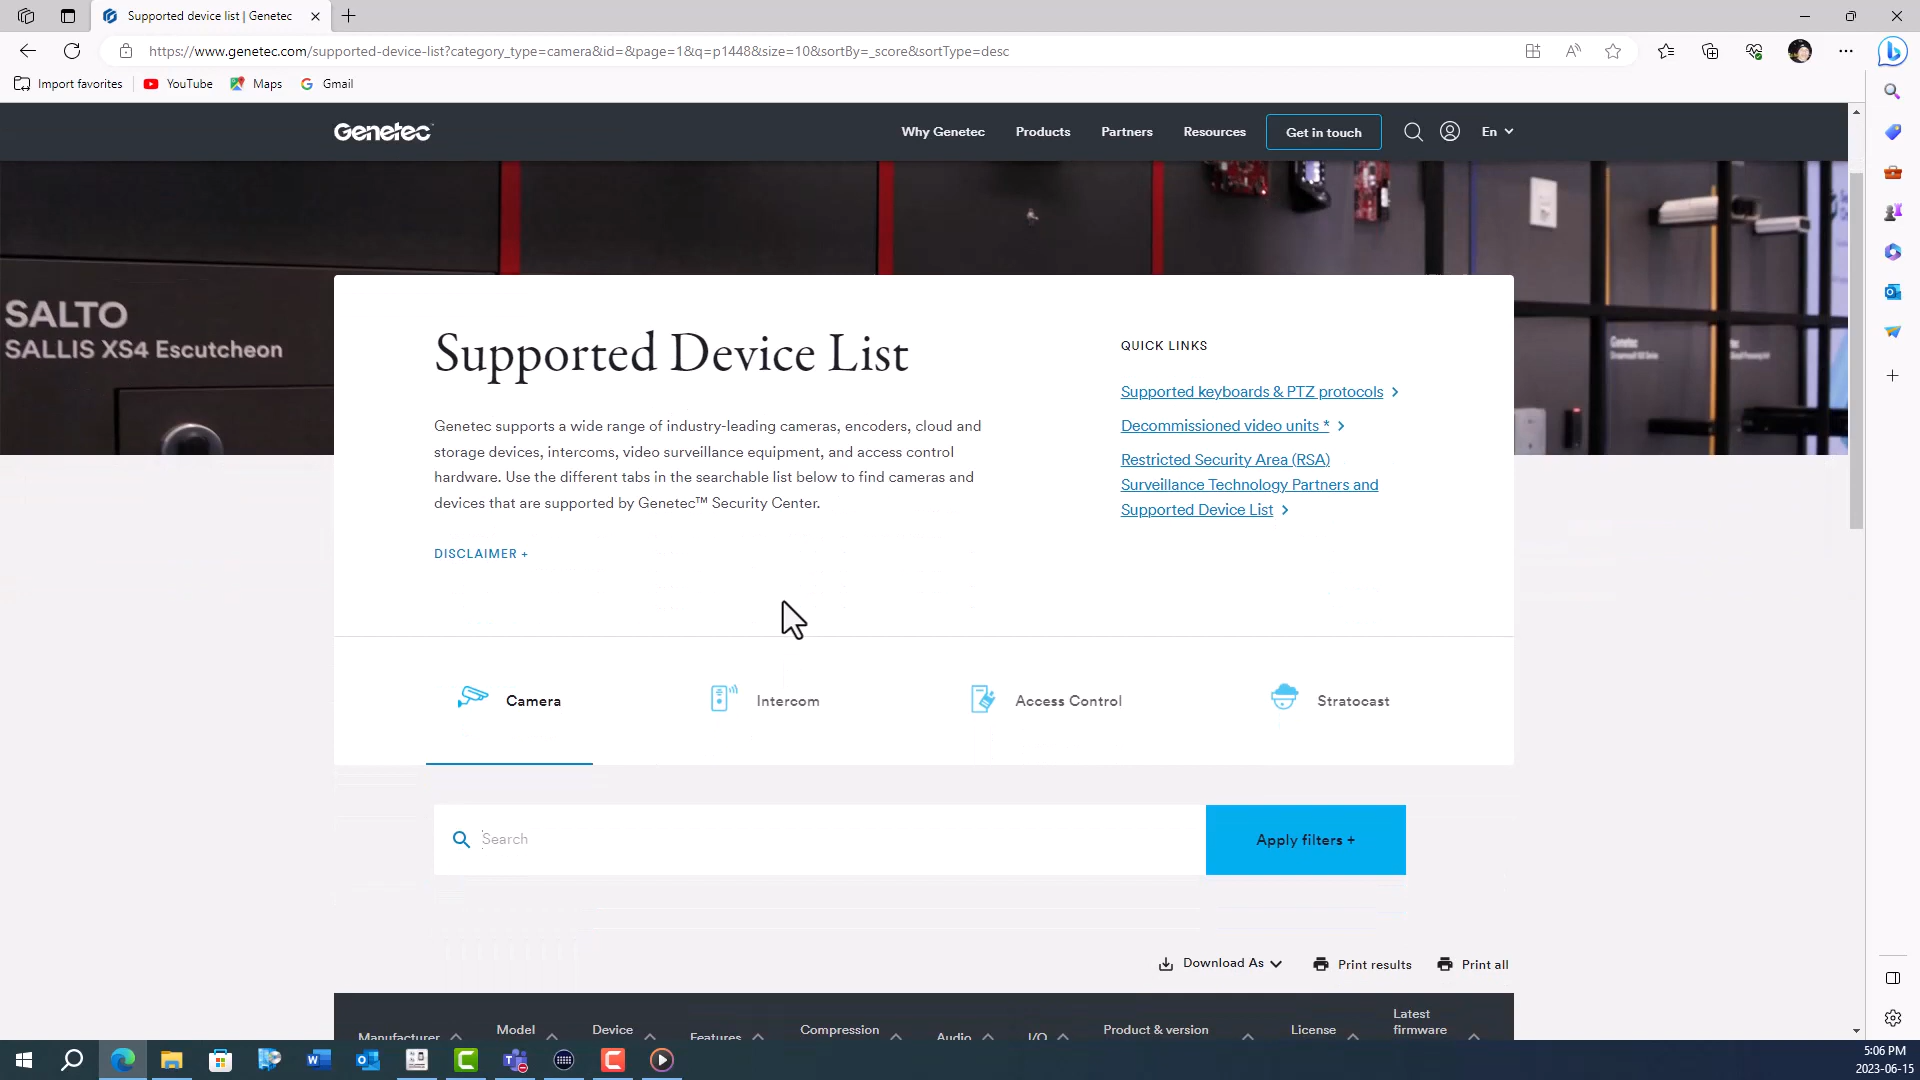 Supported device list | Genetec
https://www.genetec.com/supported-device-list?category_type=camera&id=&page=1&q=p1448&size=10&sortBy=_score&sortType=desc
Import favorites YouTube Maps Gmail
Genetec Why Genetec Products Partners Resources Get in touch En
SALTO
SALLIS XS4 Escutcheon
Supported Device List
Genetec supports a wide range of industry-leading cameras, encoders, cloud and
storage devices, intercoms, video surveillance equipment, and access control
hardware. Use the different tabs in the searchable list below to find cameras and
devices that are supported by Genetec™ Security Center.
DISCLAIMER +
QUICK LINKS
Supported keyboards & PTZ protocols
Decommissioned video units *
Restricted Security Area (RSA)
Surveillance Technology Partners and
Supported Device List
Camera Intercom Access Control Stratocast
Search Apply filters +
Download As Print results Print all
Manufacturer Model Device Features Compression Audio I/O Product & version License Latest
firmware
5:06 PM
2023-06-15